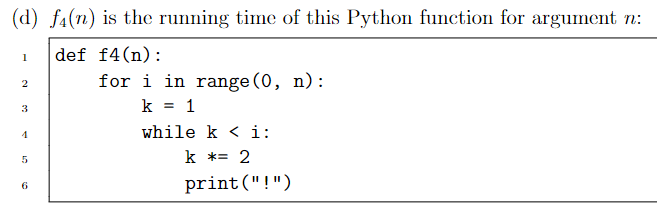 (d) f₄(n) is the running time of this Python function for argument n:
1 def f4(n):
2     for i in range(0, n):
3         k = 1
4         while k < i:
5             k *= 2
6             print("!")